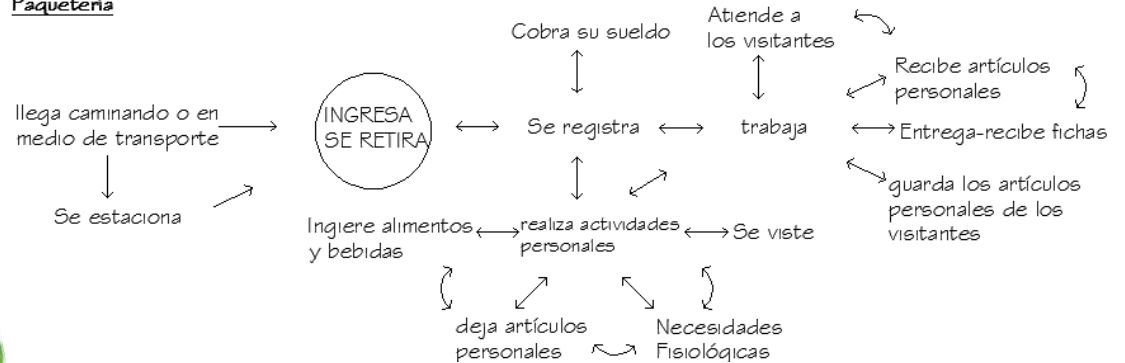 Paquetería
Cobra su sueldo
Atiende a
los visitantes
Recibe artículos
personales
llega caminando o en
medio de transporte
INGRESA
SE RETIRA
Se registra
trabaja
Entrega-recibe fichas
guarda los artículos
personales de los
visitantes
Se estaciona
Ingiere alimentos
y bebidas
realiza actividades
personales
Se viste
deja artículos
personales
Necesidades
Fisiológicas